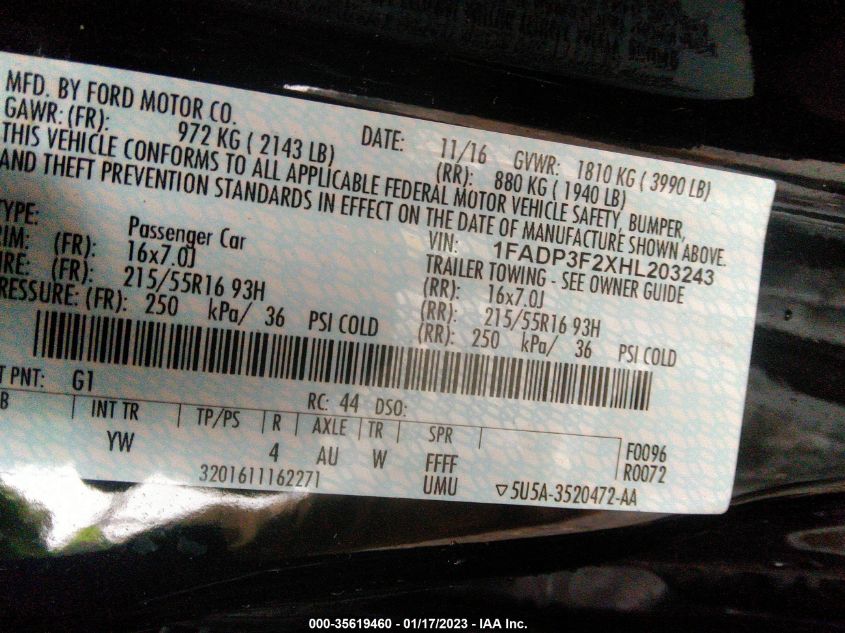 MFD. BY FORD MOTOR CO.
DATE: 11/16 GVWR: 1810 KG ( 3990 LB)
GAWR: (FR): 972 KG ( 2143 LB) (RR): 880 KG ( 1940 LB)
THIS VEHICLE CONFORMS TO ALL APPLICABLE FEDERAL MOTOR VEHICLE SAFETY, BUMPER,
AND THEFT PREVENTION STANDARDS IN EFFECT ON THE DATE OF MANUFACTURE SHOWN ABOVE.
VIN: 1FADP3F2XHL203243
TYPE: Passenger Car TRAILER TOWING - SEE OWNER GUIDE
RIM: (FR): 16x7.0J (RR): 16x7.0J
IRE: (FR): 215/55R16 93H (RR): 215/55R16 93H
RESSURE: (FR): 250 kPa/ 36 PSI COLD (RR): 250 kPa/ 36 PSI COLD
T PNT: G1 RC: 44 DSO:
B INT TR TP/PS R AXLE TR SPR
YW 4 AU W FFFF
UMU
3201611162271
F0096
R0072
▽5U5A-3520472-AA
000-35619460 - 01/17/2023 - IAA Inc.